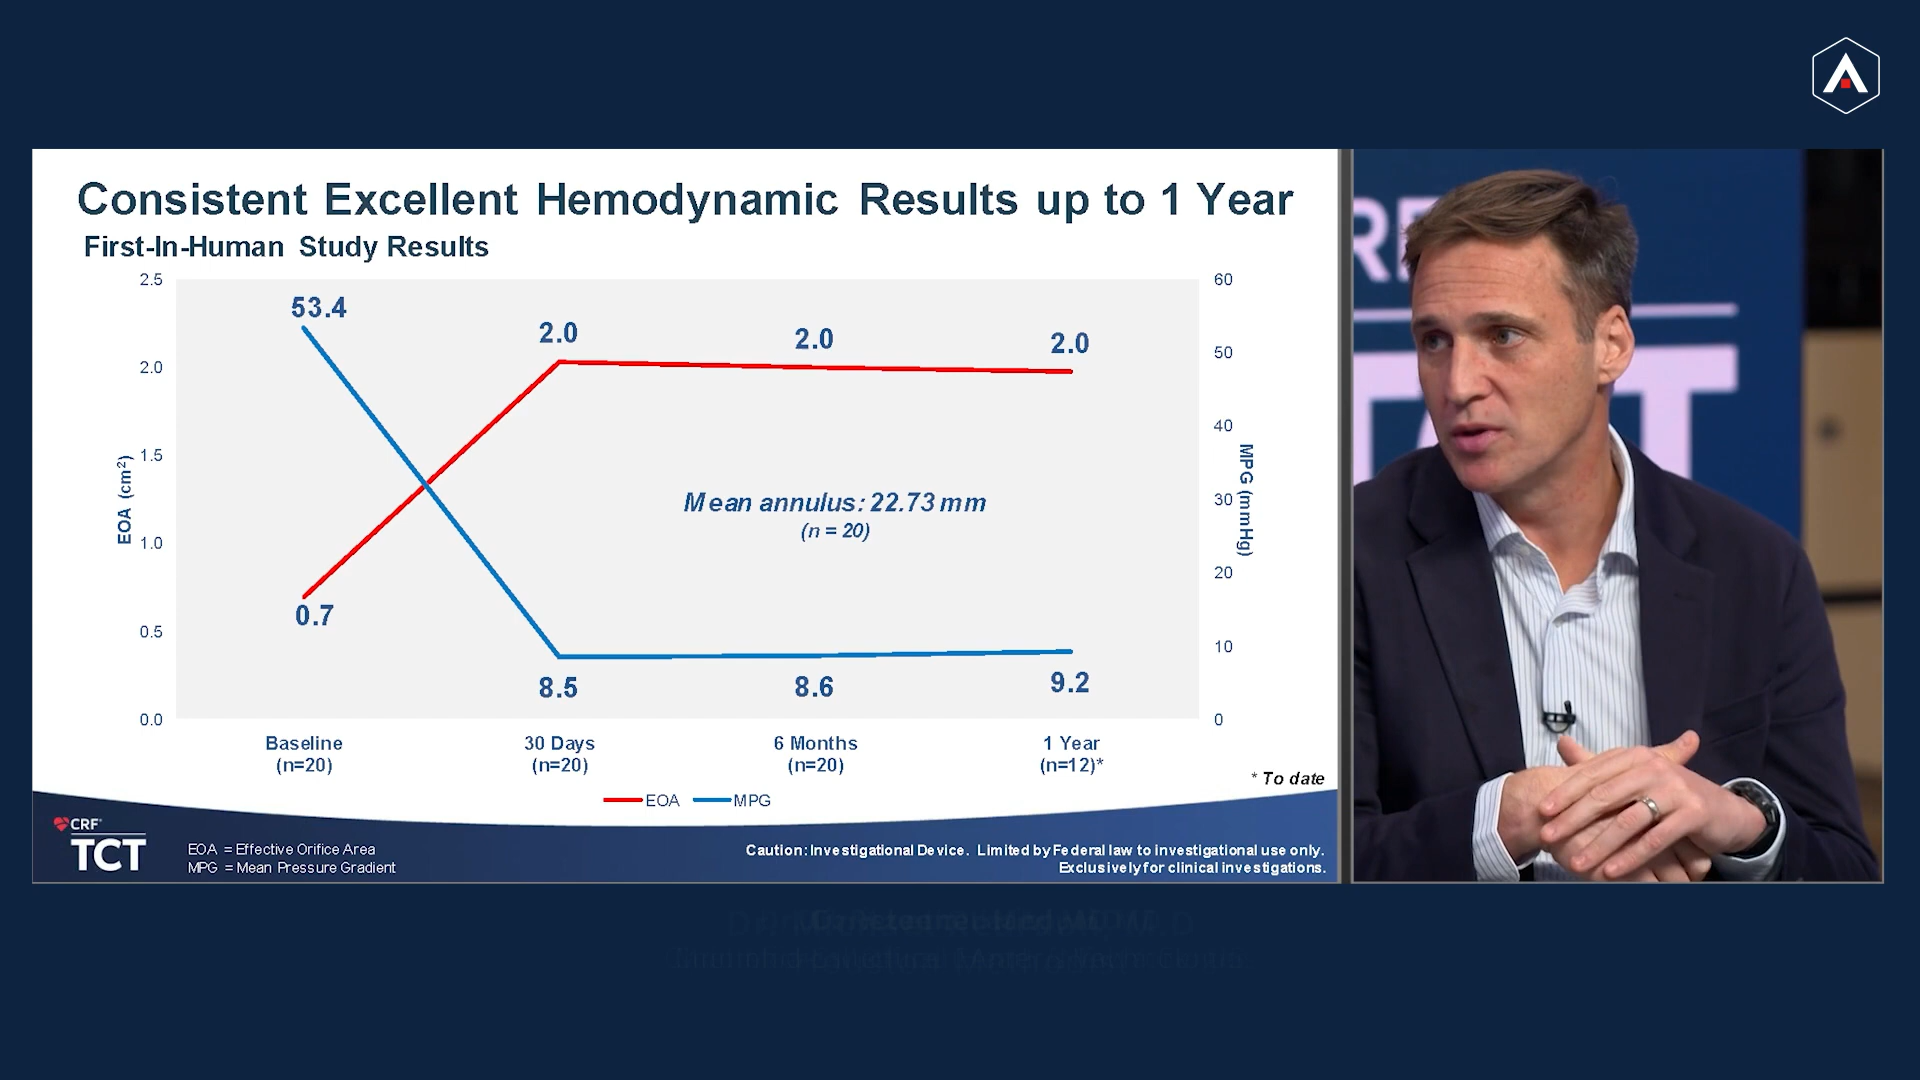 Consistent Excellent Hemodynamic Results up to 1 Year
First-In-Human Study Results
2.5
2.0
1.5
1.0
0.5
0.0
EOA (cm²)
60
50
40
30
20
10
0
MPG (mmHg)
53.4
2.0
2.0
2.0
0.7
8.5
8.6
9.2
Mean annulus: 22.73 mm
(n = 20)
Baseline
(n=20)
30 Days
(n=20)
6 Months
(n=20)
1 Year
(n=12)*
* To date
EOA MPG
CRF
TCT
EOA = Effective Orifice Area
MPG = Mean Pressure Gradient
Caution: Investigational Device. Limited by Federal law to investigational use only.
Exclusively for clinical investigations.